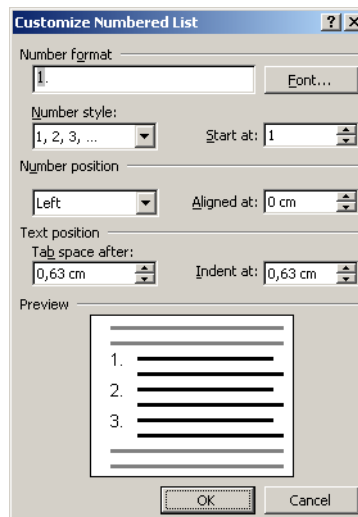 Customize Numbered List
Number format
1.
Font...
Number style:
1, 2, 3, ...
Start at: 1
Number position
Left
Aligned at: 0 cm
Text position
Tab space after:
0,63 cm
Indent at: 0,63 cm
Preview
1.
2.
3.
OK
Cancel